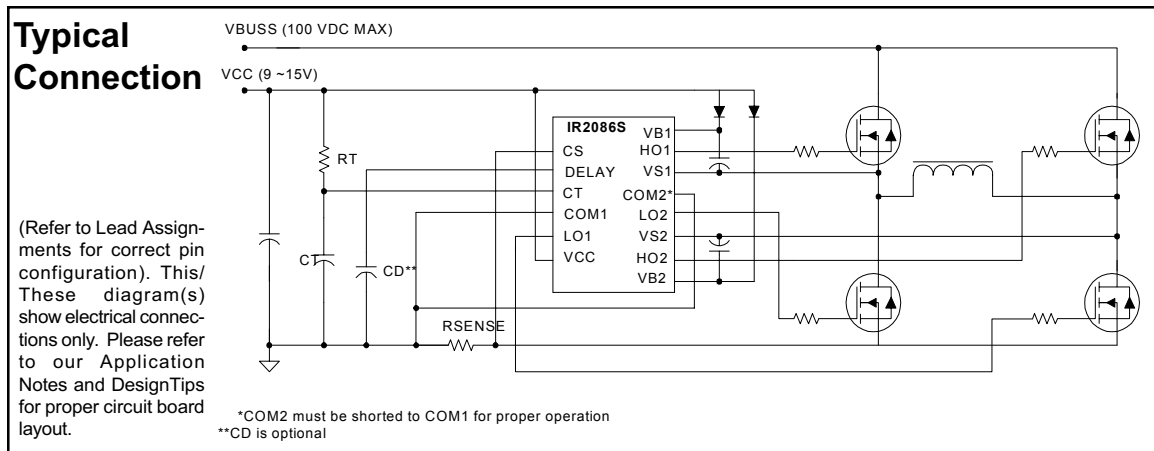 Typical
Connection
VBUSS (100 VDC MAX)
VCC (9 ~15V)
(Refer to Lead Assign-
ments for correct pin
configuration). This/
These diagram(s)
show electrical connec-
tions only. Please refer
to our Application
Notes and DesignTips
for proper circuit board
layout.
RT
CT
CD**
RSENSE
IR2086S
CS
DELAY
CT
COM1
LO1
VCC
VB1
HO1
VS1
COM2*
LO2
VS2
HO2
VB2
*COM2 must be shorted to COM1 for proper operation
**CD is optional